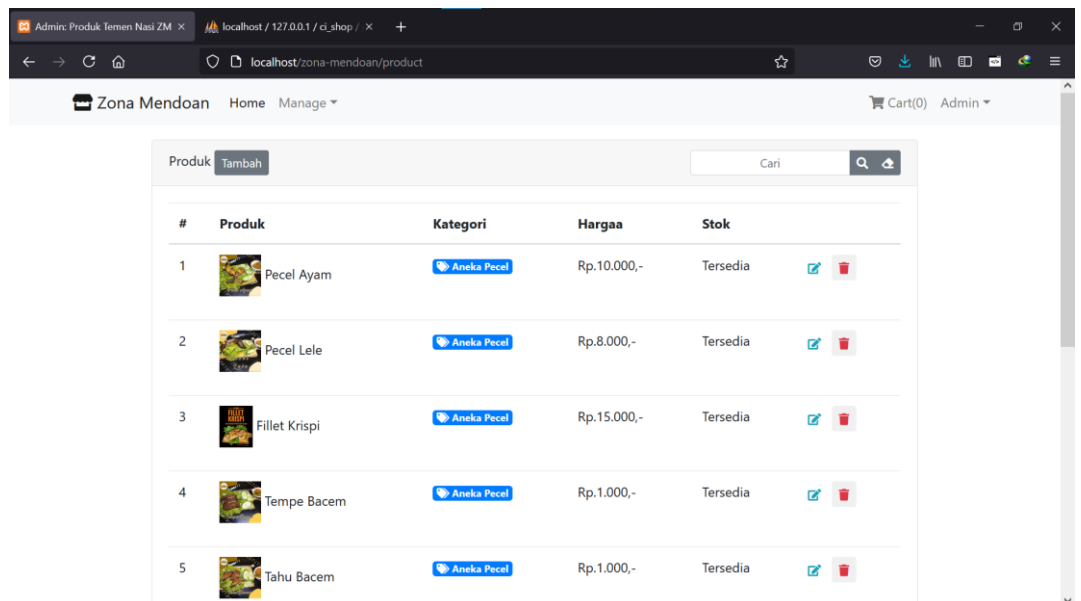 Admin: Produk Temen Nasi ZM
localhost / 127.0.0.1 / ci_shop /
localhost/zona-mendoan/product
Zona Mendoan Home Manage Cart(0) Admin
Produk Tambah Cari
# Produk Kategori Hargaa Stok
1 Pecel Ayam Aneka Pecel Rp.10.000,- Tersedia
2 Pecel Lele Aneka Pecel Rp.8.000,- Tersedia
FILLET
KRISPI
3 Fillet Krispi Aneka Pecel Rp.15.000,- Tersedia
4 Tempe Bacem Aneka Pecel Rp.1.000,- Tersedia
5 Tahu Bacem Aneka Pecel Rp.1.000,- Tersedia